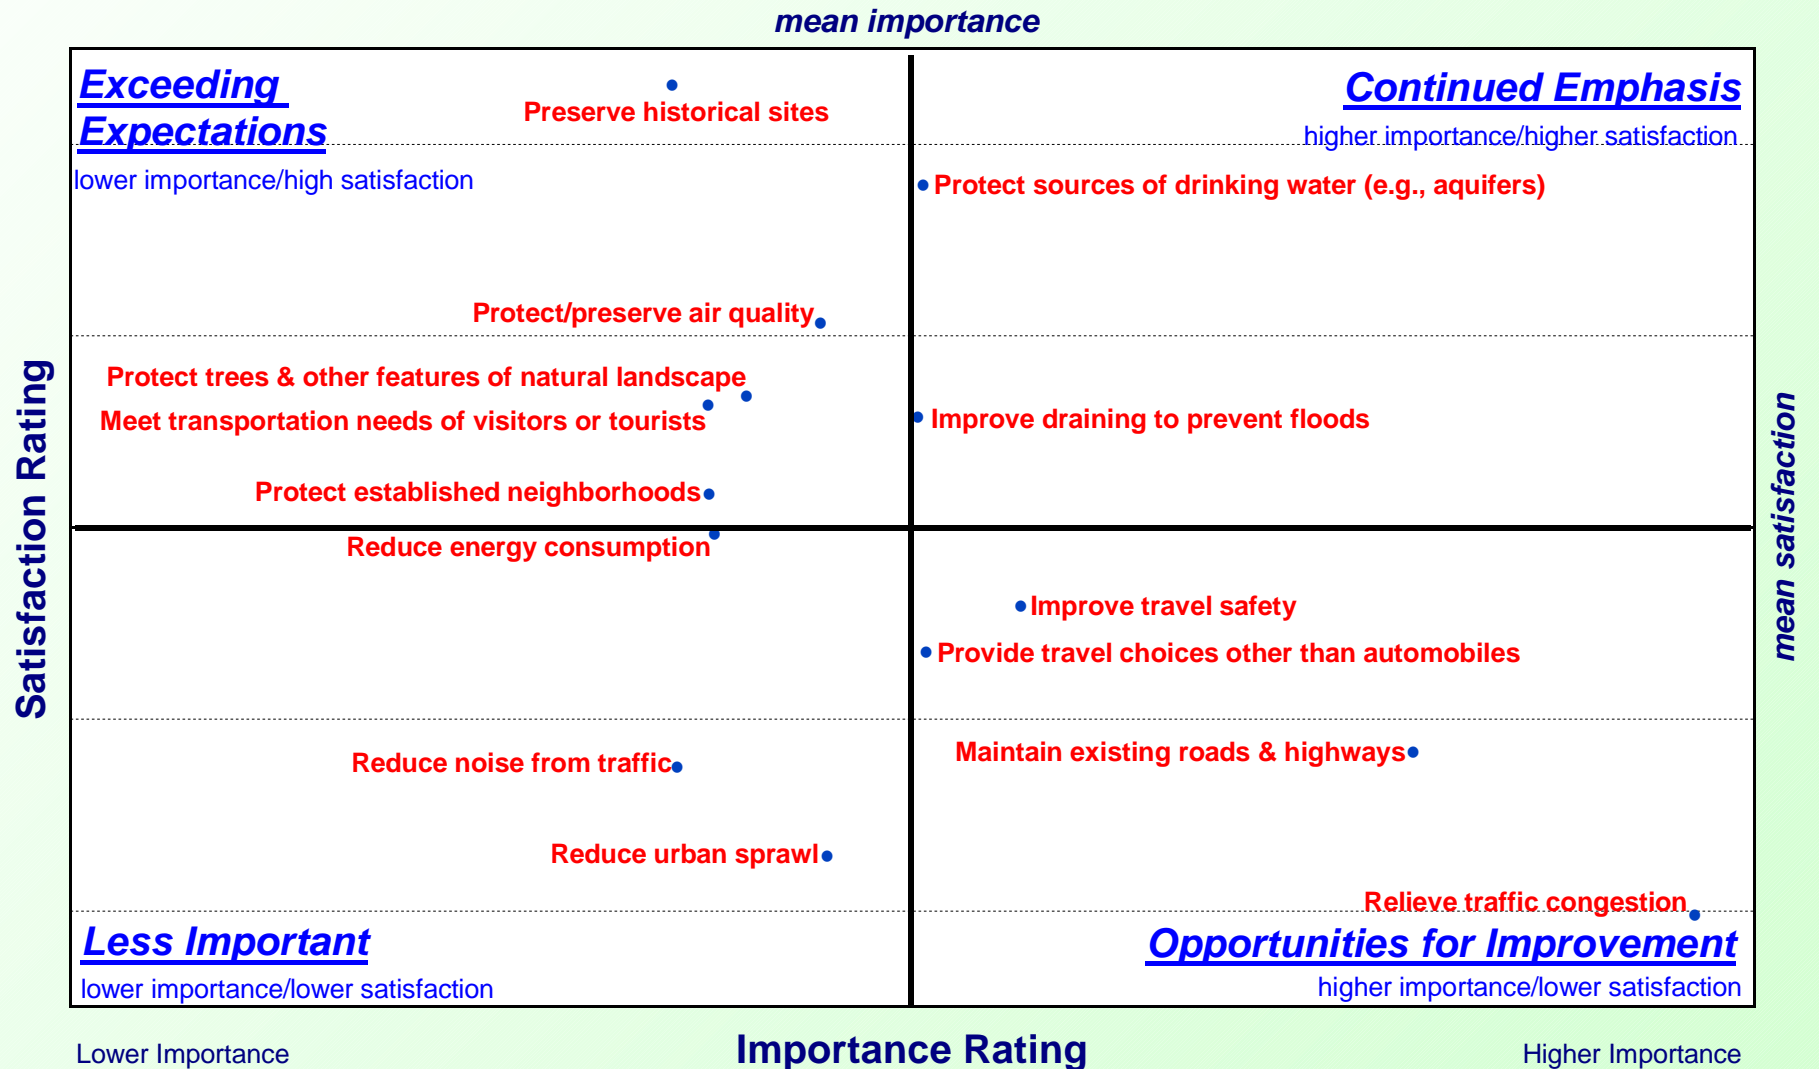 mean importance
Exceeding
Expectations
lower importance/high satisfaction
Preserve historical sites
Continued Emphasis
higher importance/higher satisfaction
Protect sources of drinking water (e.g., aquifers)
Protect/preserve air quality
Protect trees & other features of natural landscape
Meet transportation needs of visitors or tourists
Improve draining to prevent floods
Protect established neighborhoods
Satisfaction Rating
mean satisfaction
Reduce energy consumption
Improve travel safety
Provide travel choices other than automobiles
Reduce noise from traffic
Maintain existing roads & highways
Reduce urban sprawl
Relieve traffic congestion
Less Important
lower importance/lower satisfaction
Opportunities for Improvement
higher importance/lower satisfaction
Lower Importance
Importance Rating
Higher Importance